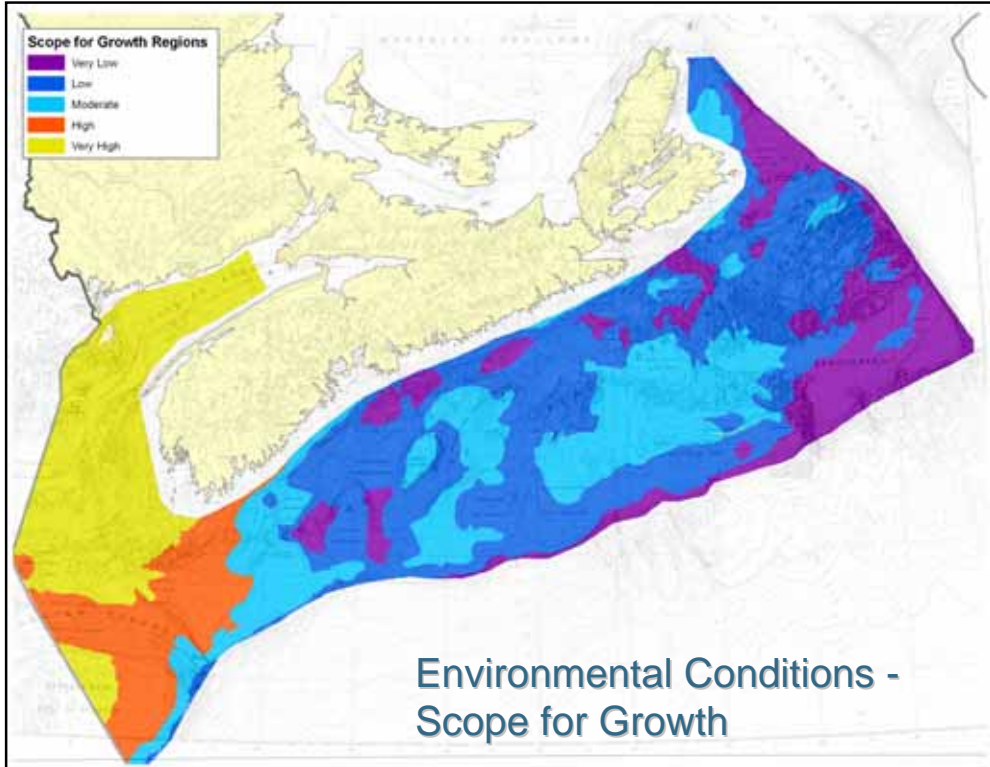 Scope for Growth Regions
Very Low
Low
Moderate
High
Very High
Environmental Conditions -
Scope for Growth